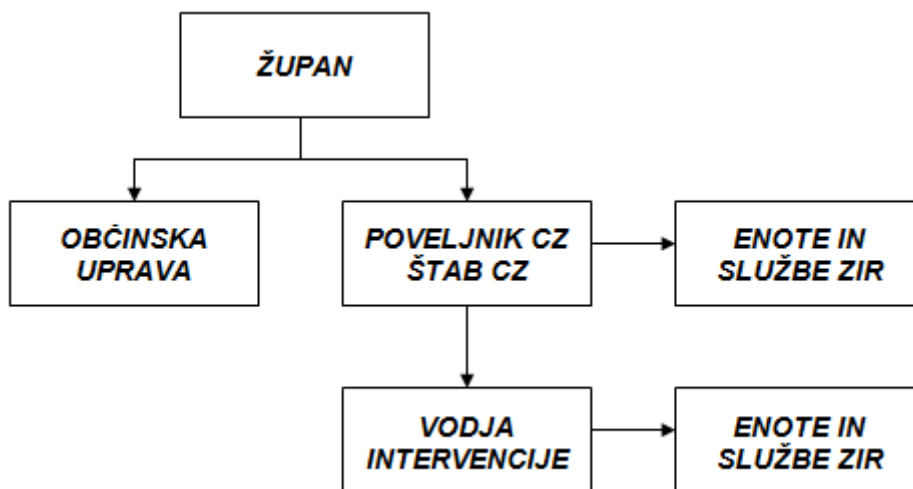 ŽUPAN
OBČINSKA
UPRAVA
POVELJNIK CZ
ŠTAB CZ
ENOTE IN
SLUŽBE ZIR
VODJA
INTERVENCIJE
ENOTE IN
SLUŽBE ZIR